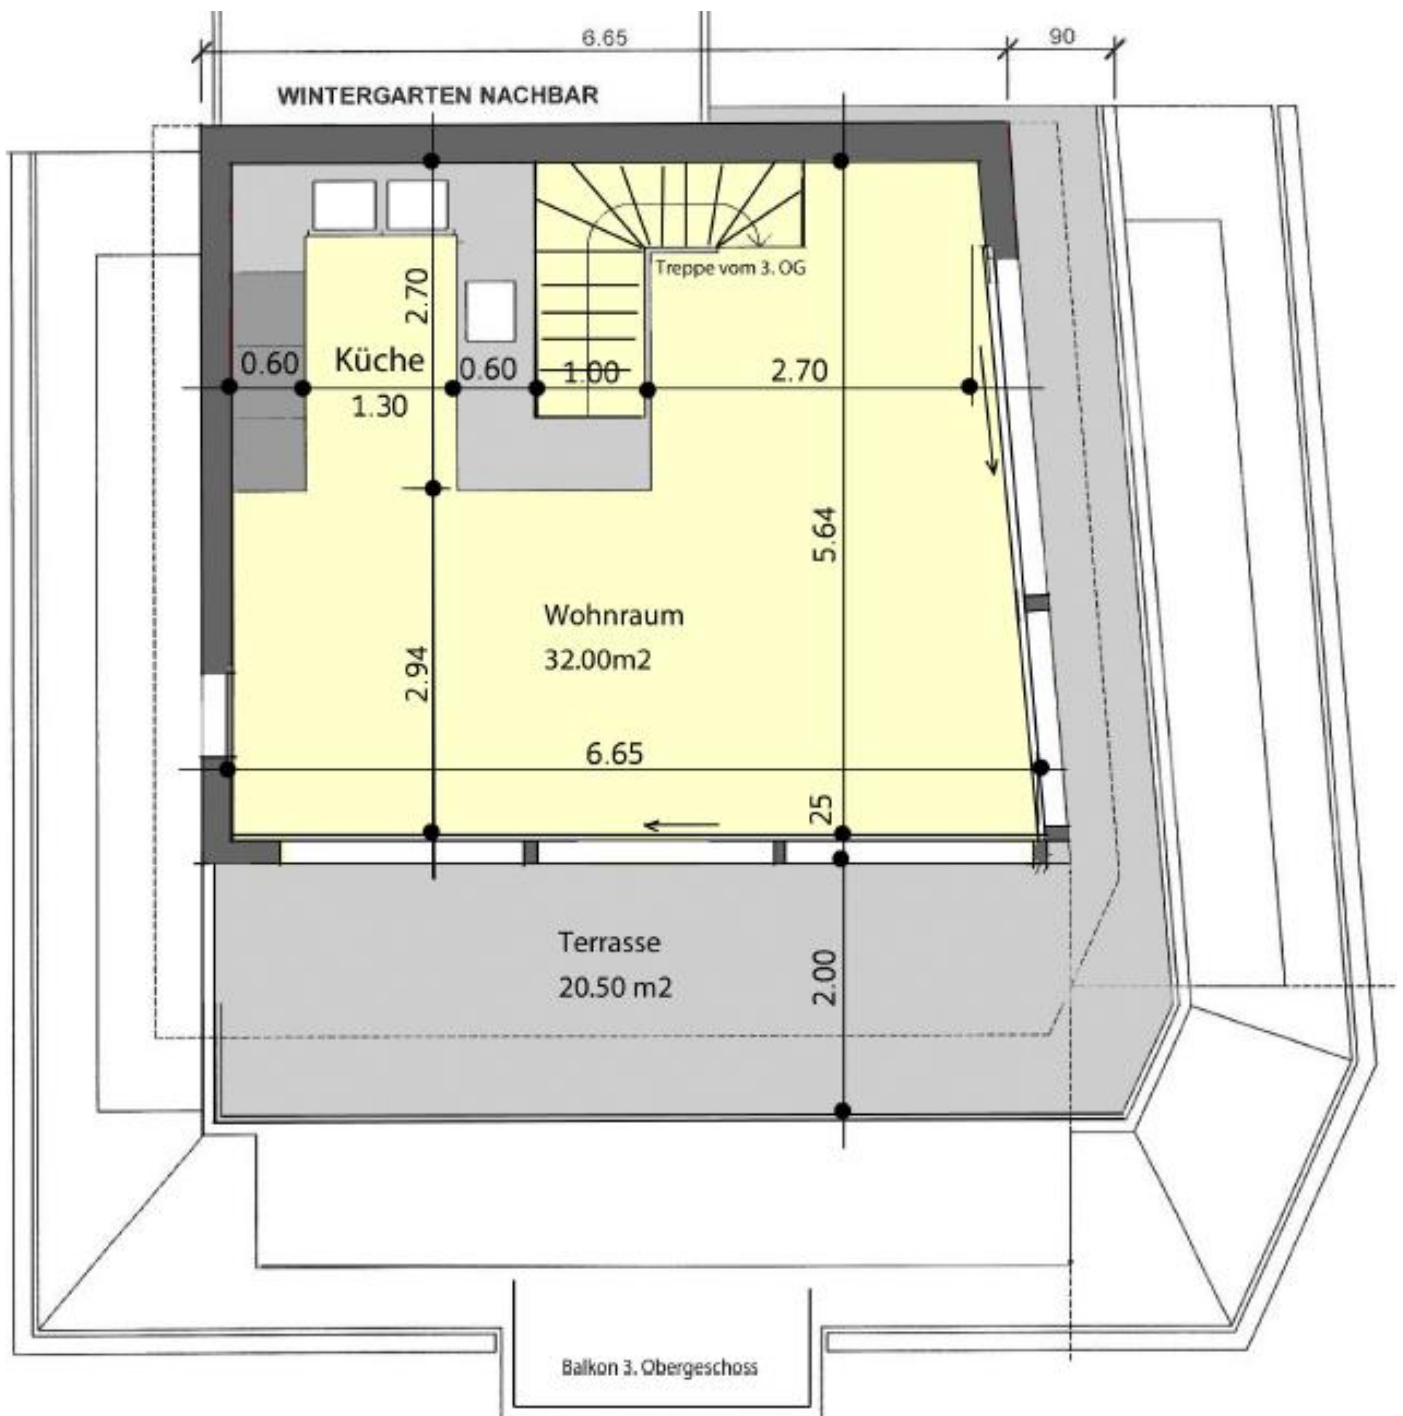 6.65
90
WINTERGARTEN NACHBAR
Treppe vom 3. OG
2.70
0.60
Küche
0.60
1.00
2.70
1.30
5.64
Wohnraum
32.00m2
2.94
6.65
25
Terrasse
20.50 m2
2.00
Balkon 3. Obergeschoss